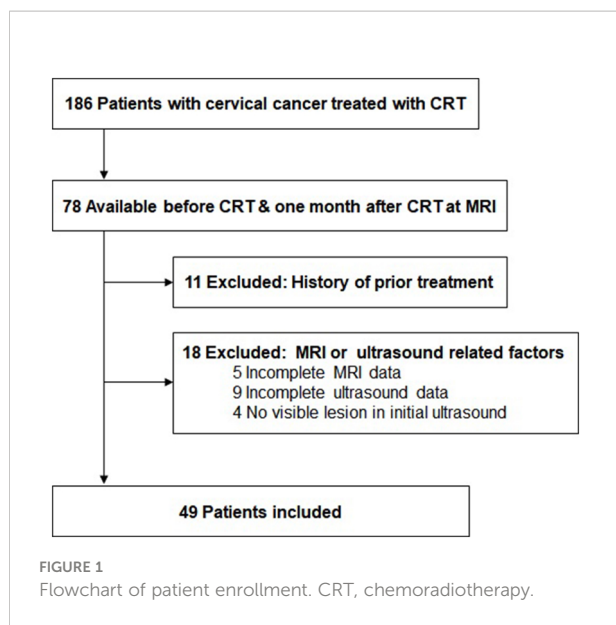 186 Patients with cervical cancer treated with CRT
78 Available before CRT & one month after CRT at MRI
11 Excluded: History of prior treatment
18 Excluded: MRI or ultrasound related factors
5 Incomplete MRI data
9 Incomplete ultrasound data
4 No visible lesion in initial ultrasound
49 Patients included
FIGURE 1
Flowchart of patient enrollment. CRT, chemoradiotherapy.